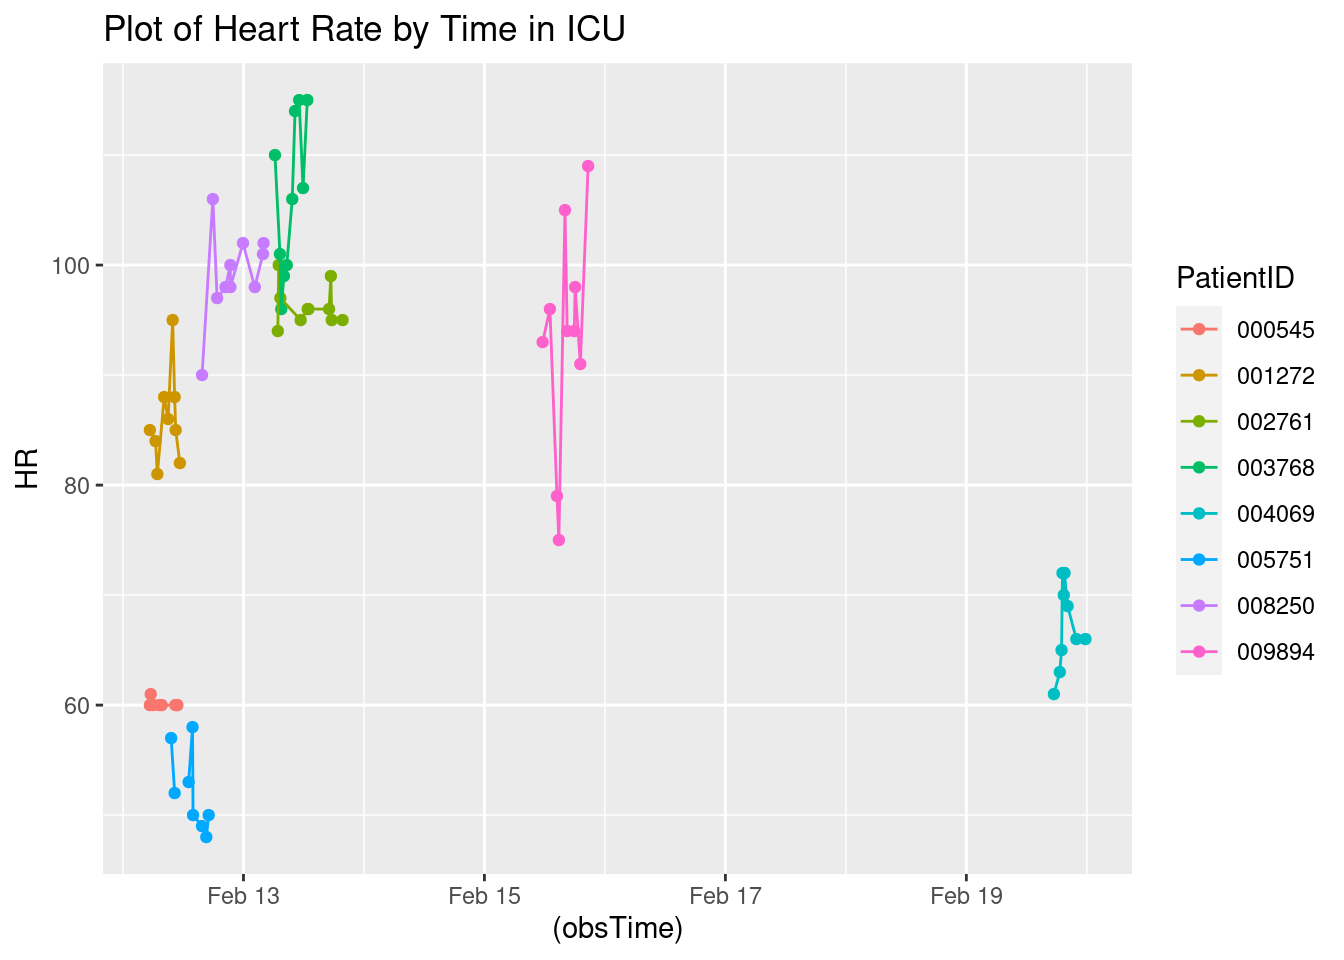 Plot of Heart Rate by Time in ICU
HR
100
80
60
Feb 13
Feb 15
Feb 17
Feb 19
(obsTime)
PatientID
000545
001272
002761
003768
004069
005751
008250
009894